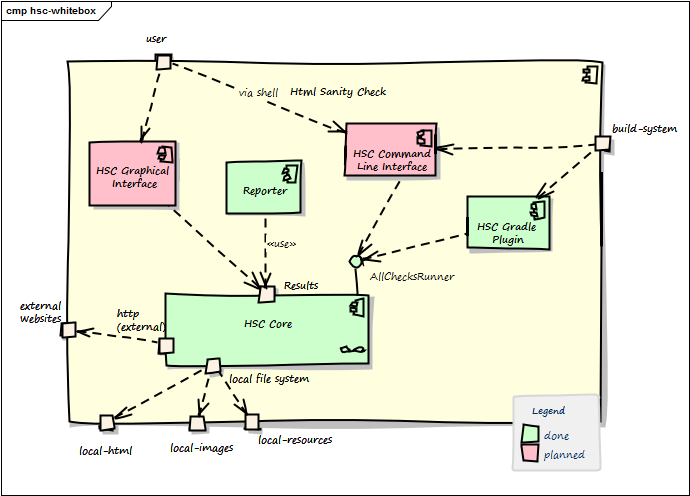 cmp hsc-whitebox
user
via shell
Html Sanity Check
build-system
HSC Graphical
Interface
HSC Command
Line Interface
Reporter
HSC Gradle
Plugin
«use»
AllChecksRunner
Results
external
Websites
http
(external)
HSC Core
local file system
local-html
local-images
local-resources
Legend
done
planned